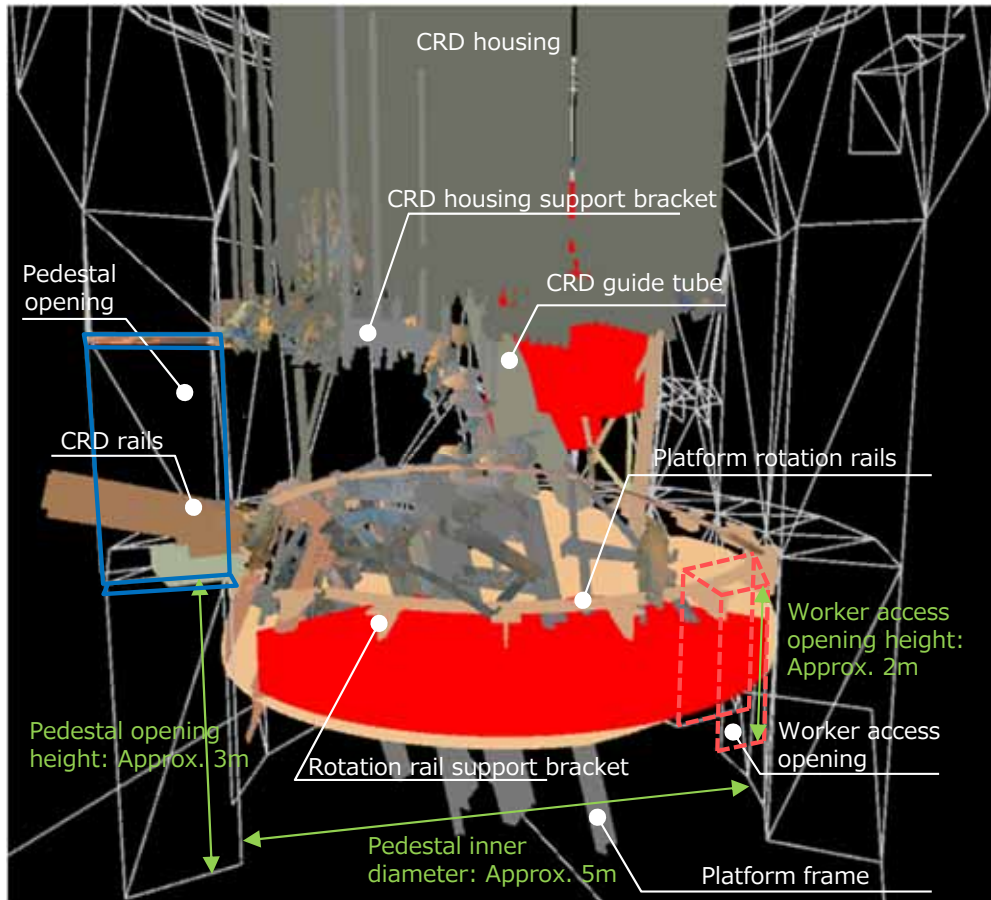 CRD housing
CRD housing support bracket
Pedestal
opening
CRD guide tube
CRD rails
Platform rotation rails
Worker access
opening height:
Approx. 2m
Pedestal opening
height: Approx. 3m
Worker access
opening
Rotation rail support bracket
Pedestal inner
diameter: Approx. 5m
Platform frame